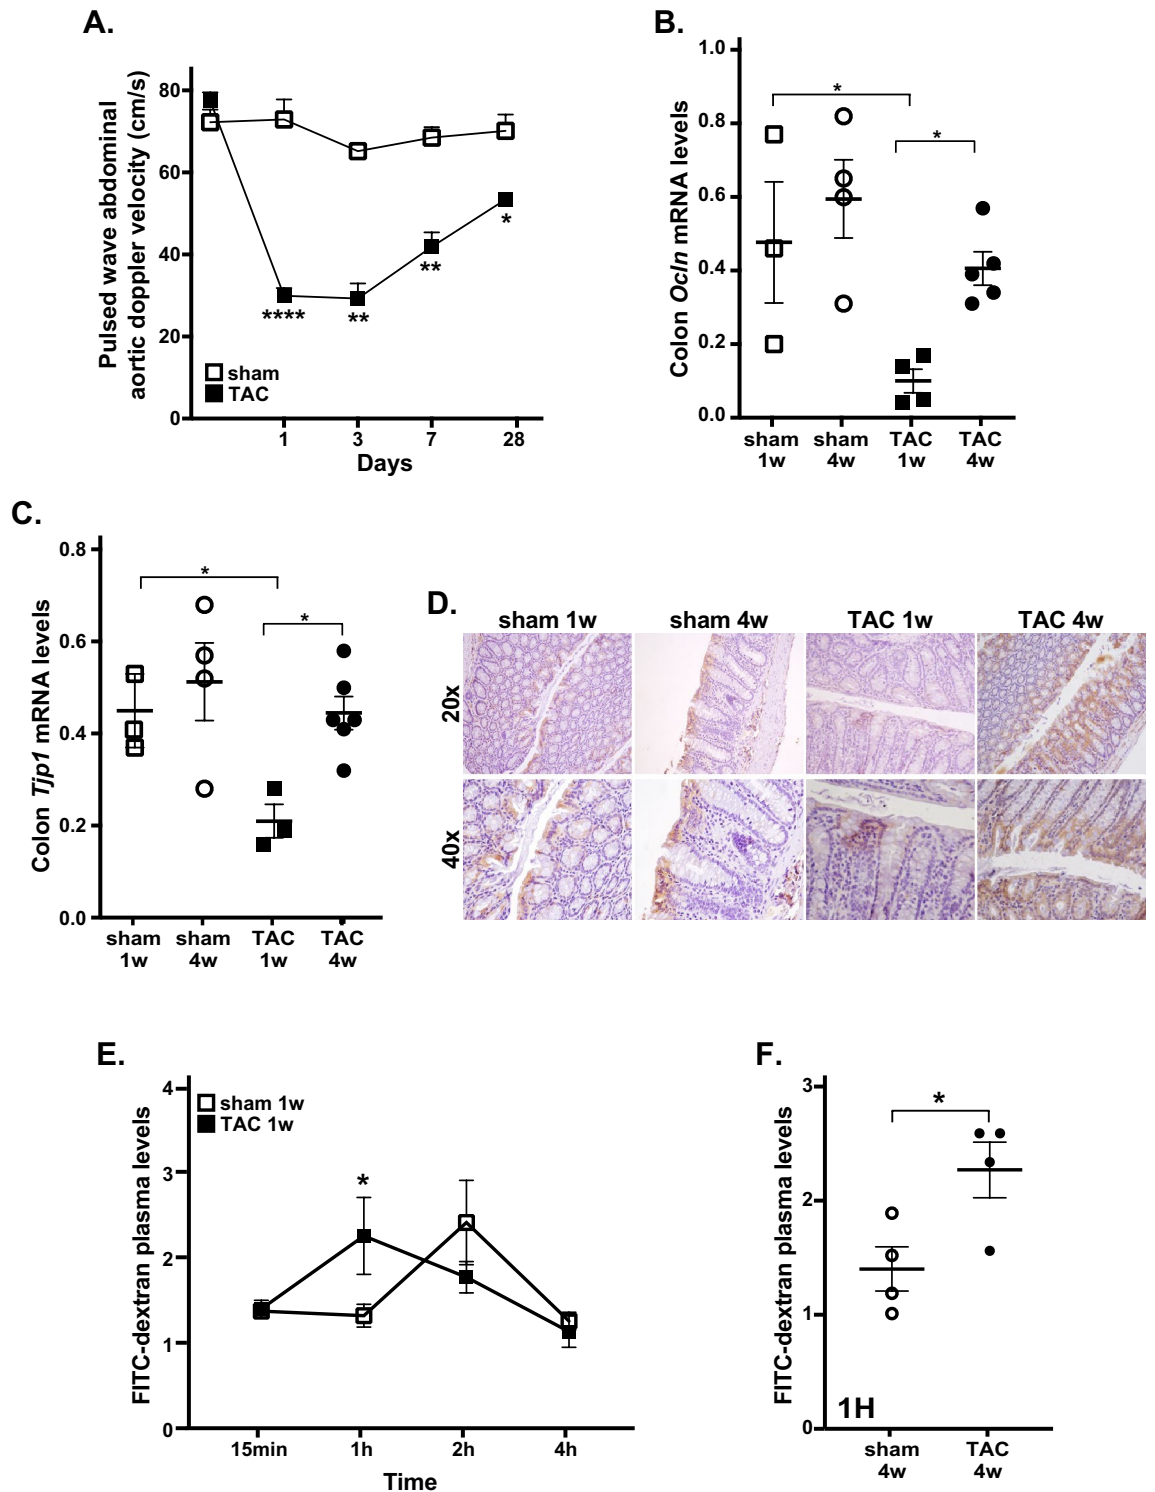 A.
Pulsed wave abdominal
aortic doppler velocity (cm/s)
80
60
40
20
0
****
**
**
*
sham
TAC
1 3 7 28
Days
B.
Colon Ocln mRNA levels
1.0
0.8
0.6
0.4
0.2
0.0
*
*
sham sham TAC TAC
1w 4w 1w 4w
C.
Colon Tjp1 mRNA levels
0.8
0.6
0.4
0.2
0.0
*
*
sham sham TAC TAC
1w 4w 1w 4w
D.
sham 1w sham 4w TAC 1w TAC 4w
20x
40x
E.
FITC-dextran plasma levels
4
3
2
1
0
sham 1w
TAC 1w
*
15min 1h 2h 4h
Time
F.
FITC-dextran plasma levels
3
2
1
0
*
1H
sham TAC
4w 4w